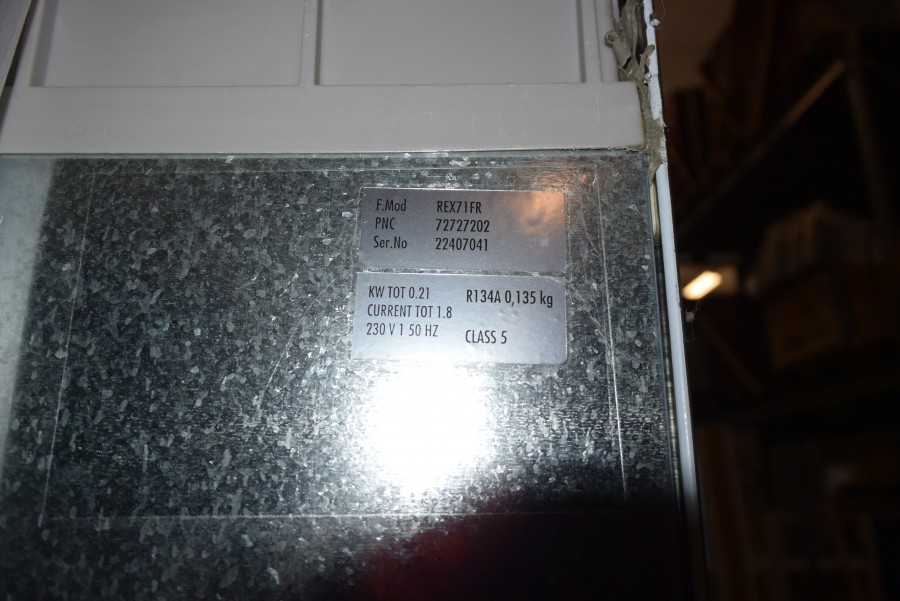 F.Mod REX71FR
PNC 72727202
Ser.No 22407041
KW TOT 0.21 R134A 0,135 kg
CURRENT TOT 1.8
230 V 1 50 HZ CLASS 5